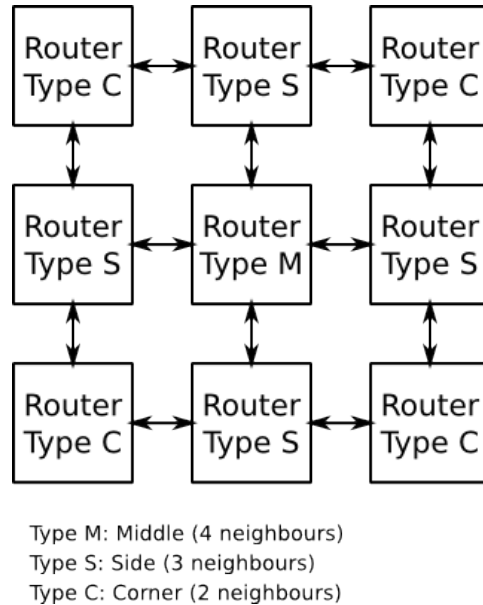 Router Router Router
Type C Type S Type C
Router Router Router
Type S Type M Type S
Router Router Router
Type C Type S Type C
Type M: Middle (4 neighbours)
Type S: Side (3 neighbours)
Type C: Corner (2 neighbours)